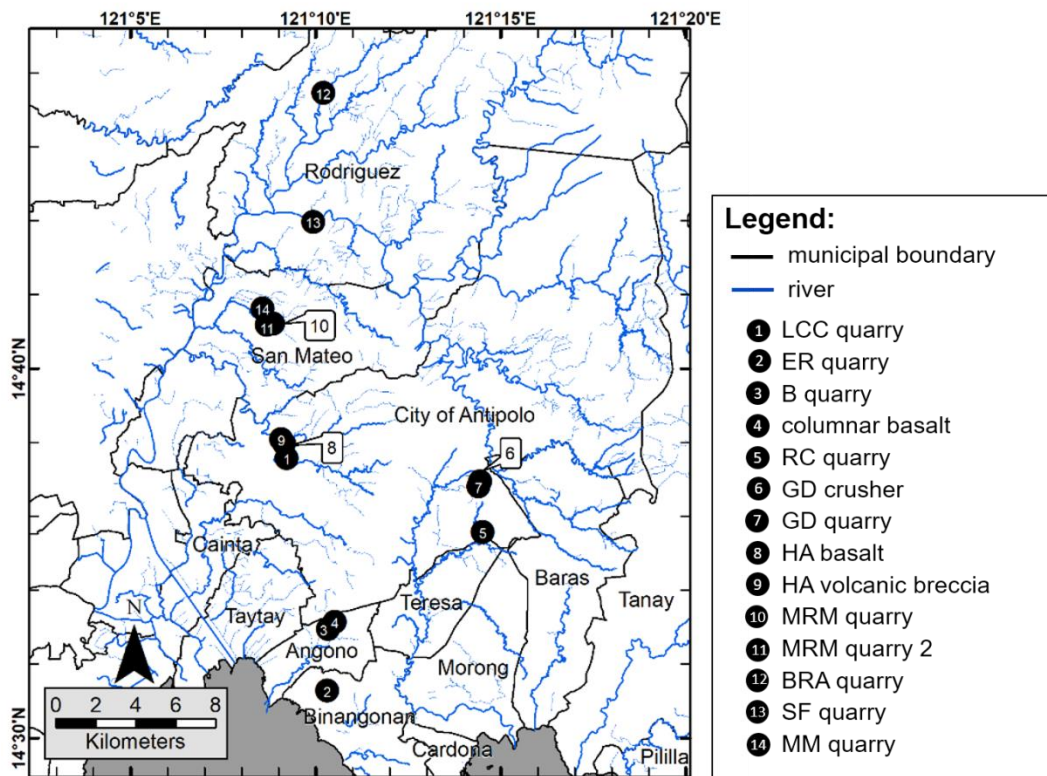 121°5'E
121°10'E
121°15'E
121°20'E
12
Rodriguez
13
14
11
10
San Mateo
14°40'N
City of Antipolo
9
8
1
6
7
5
Cainta
Baras
Teresa
Tanay
N
Taytay
4
3
Angono
Morong
2
Binangonan
0 2 4 6 8
Kilometers
Cardona
Pililla
14°30'N
Legend:
municipal boundary
river
1 LCC quarry
2 ER quarry
3 B quarry
4 columnar basalt
5 RC quarry
6 GD crusher
7 GD quarry
8 HA basalt
9 HA volcanic breccia
10 MRM quarry
11 MRM quarry 2
12 BRA quarry
13 SF quarry
14 MM quarry